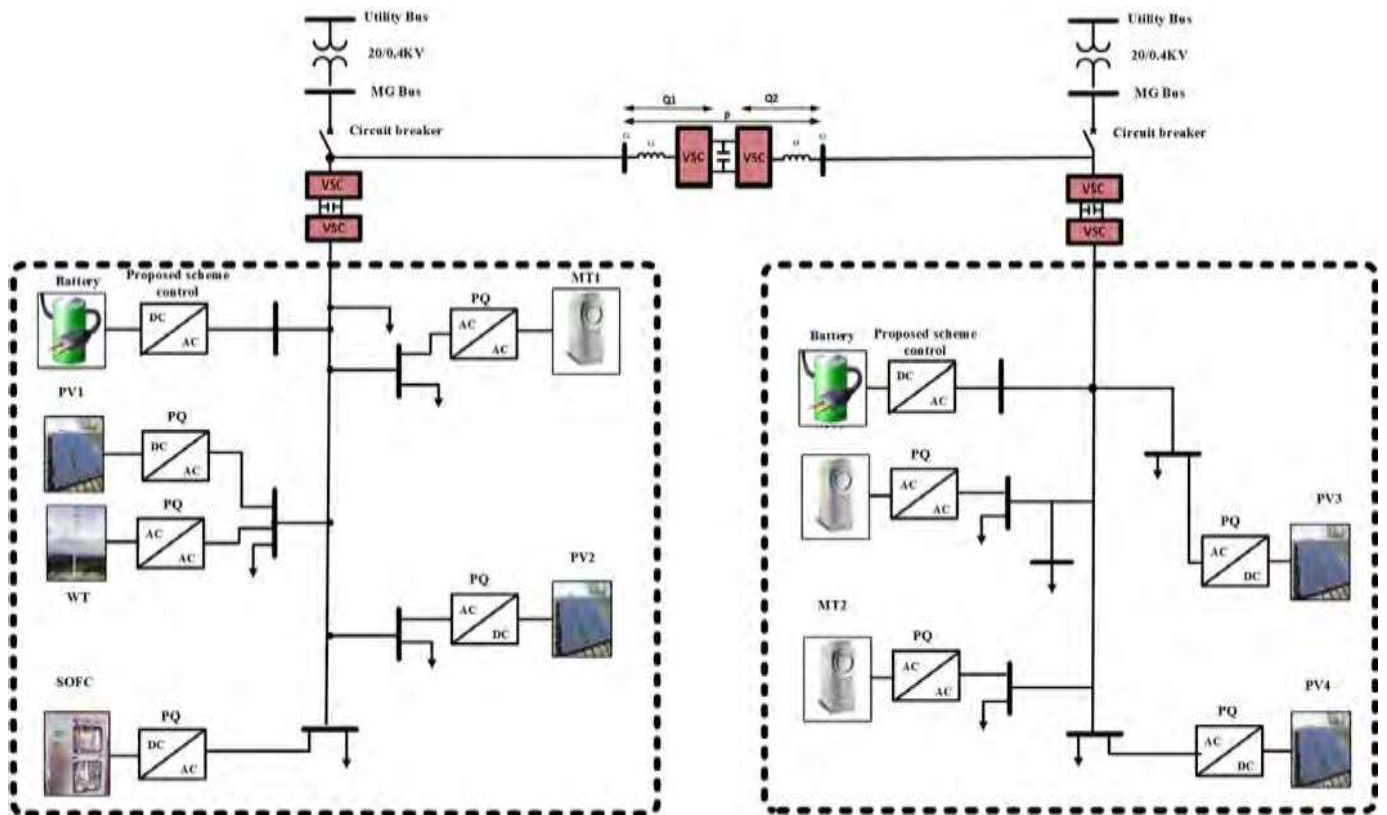 Utility Bus
20/0.4KV
MG Bus
Circuit breaker
VSC
VSC
Q1
Q2
P
VSC
VSC
Utility Bus
20/0.4KV
MG Bus
Circuit breaker
VSC
VSC
Battery
Proposed scheme
control
DC
AC
PV1
PQ
DC
AC
PQ
AC
AC
WT
SOFC
PQ
DC
AC
MT1
PQ
AC
AC
PV2
PQ
AC
DC
Battery
Proposed scheme
control
DC
AC
PQ
AC
AC
MT2
PQ
AC
AC
PV3
PQ
AC
DC
PV4
PQ
AC
DC